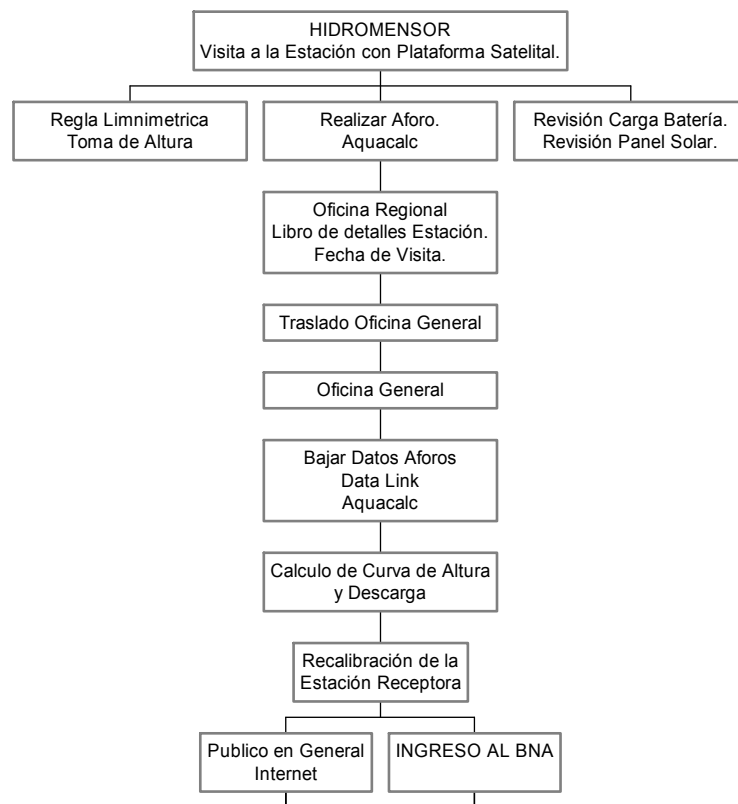 HIDROMENSOR
Visita a la Estación con Plataforma Satelital.
Regla Limnimetrica
Toma de Altura
Realizar Aforo.
Aquacalc
Revisión Carga Batería.
Revisión Panel Solar.
Oficina Regional
Libro de detalles Estación.
Fecha de Visita.
Traslado Oficina General
Oficina General
Bajar Datos Aforos
Data Link
Aquacalc
Calculo de Curva de Altura
y Descarga
Recalibración de la
Estación Receptora
Publico en General
Internet
INGRESO AL BNA